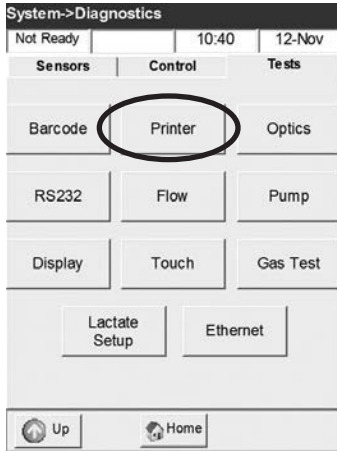 System->Diagnostics
Not Ready 10:40 12-Nov
Sensors Control Tests
Barcode Printer Optics
RS232 Flow Pump
Display Touch Gas Test
Lactate
Setup Ethernet
Up Home